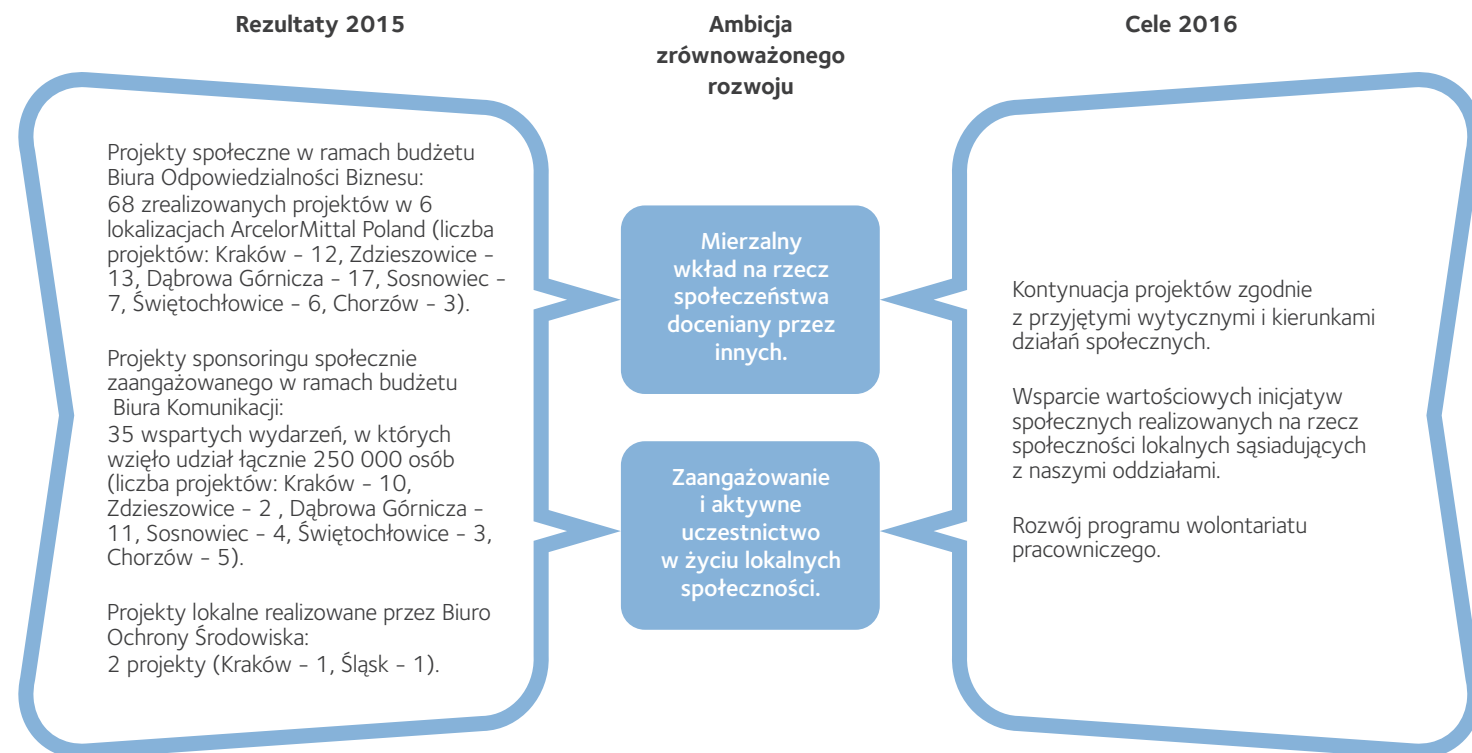 Rezultaty 2015
Ambicja
zrównoważonego
rozwoju
Cele 2016
Projekty społeczne w ramach budżetu
Biura Odpowiedzialności Biznesu:
68 zrealizowanych projektów w 6
lokalizacjach ArcelorMittal Poland (liczba
projektów: Kraków – 12, Zdzieszowice –
13, Dąbrowa Górnicza – 17, Sosnowiec –
7, Świętochłowice – 6, Chorzów – 3).
Projekty sponsoringu społecznie
zaangażowanego w ramach budżetu
Biura Komunikacji:
35 wspartych wydarzeń, w których
wzięło udział łącznie 250 000 osób
(liczba projektów: Kraków – 10,
Zdzieszowice – 2 , Dąbrowa Górnicza –
11, Sosnowiec – 4, Świętochłowice – 3,
Chorzów – 5).
Projekty lokalne realizowane przez Biuro
Ochrony Środowiska:
2 projekty (Kraków – 1, Śląsk – 1).
Mierzalny
wkład na rzecz
społeczeństwa
doceniany przez
innych.
Zaangażowanie
i aktywne
uczestnictwo
w życiu lokalnych
społeczności.
Kontynuacja projektów zgodnie
z przyjętymi wytycznymi i kierunkami
działań społecznych.
Wsparcie wartościowych inicjatyw
społecznych realizowanych na rzecz
społeczności lokalnych sąsiadujących
z naszymi oddziałami.
Rozwój programu wolontariatu
pracowniczego.